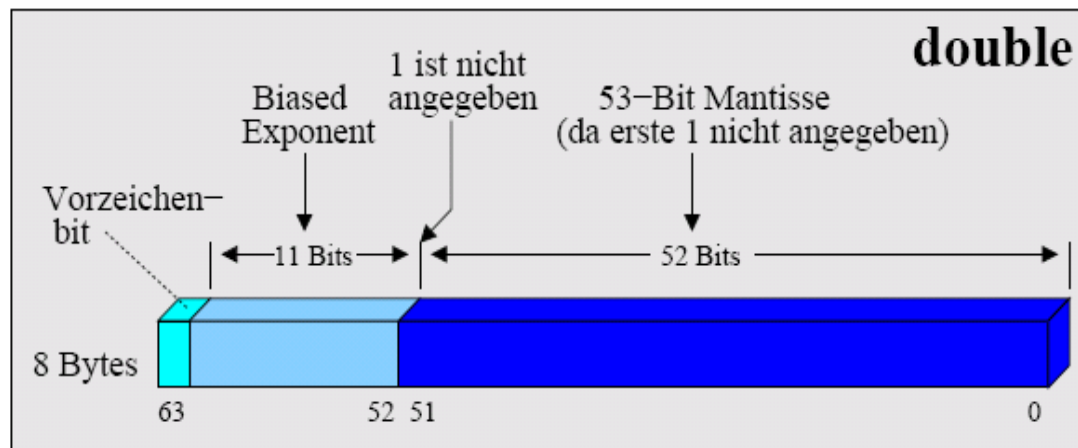 double
1 ist nicht
angegeben
Biased
Exponent
53−Bit Mantisse
(da erste 1 nicht angegeben)
Vorzeichen−
bit
11 Bits
52 Bits
8 Bytes
63
52
51
0